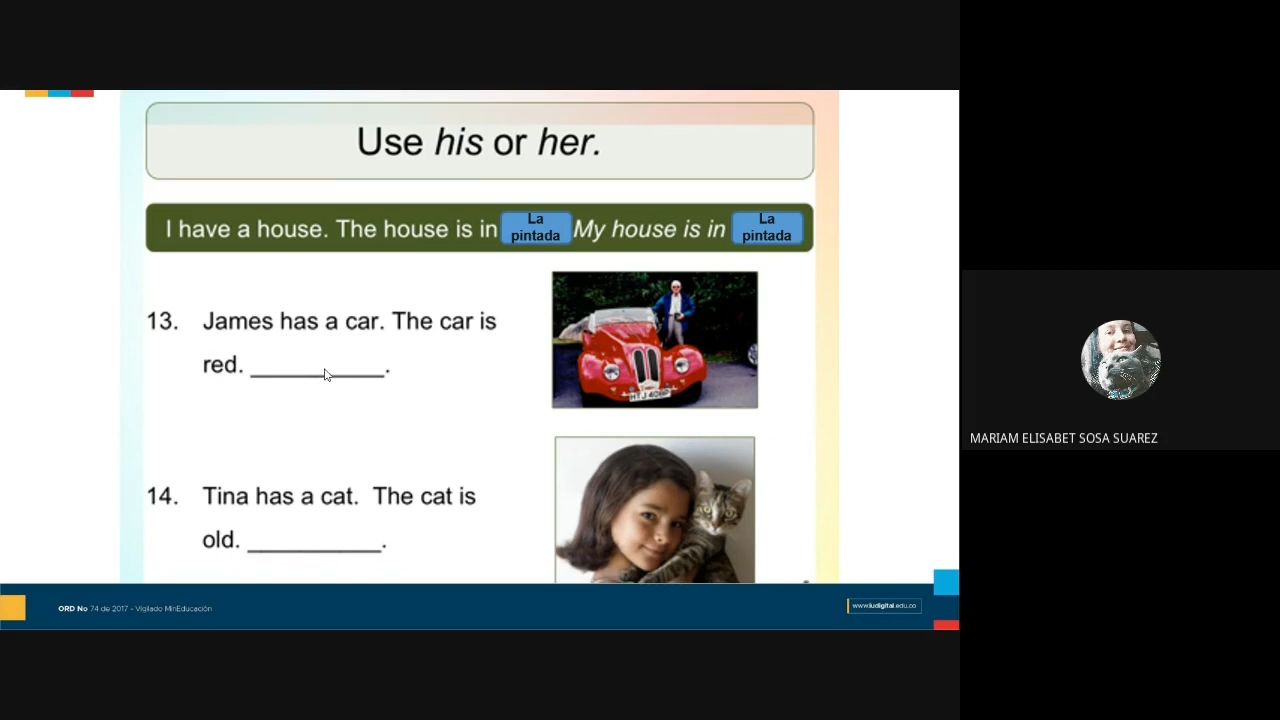 Use his or her.
I have a house. The house is in La pintada My house is in La pintada
13. James has a car. The car is
red. ____________.
14. Tina has a cat. The cat is
old. ____________.
MARIAM ELISABET SOSA SUAREZ
ORD No 74 de 2017 - Vigilado MinEducación
www.iudigital.edu.co